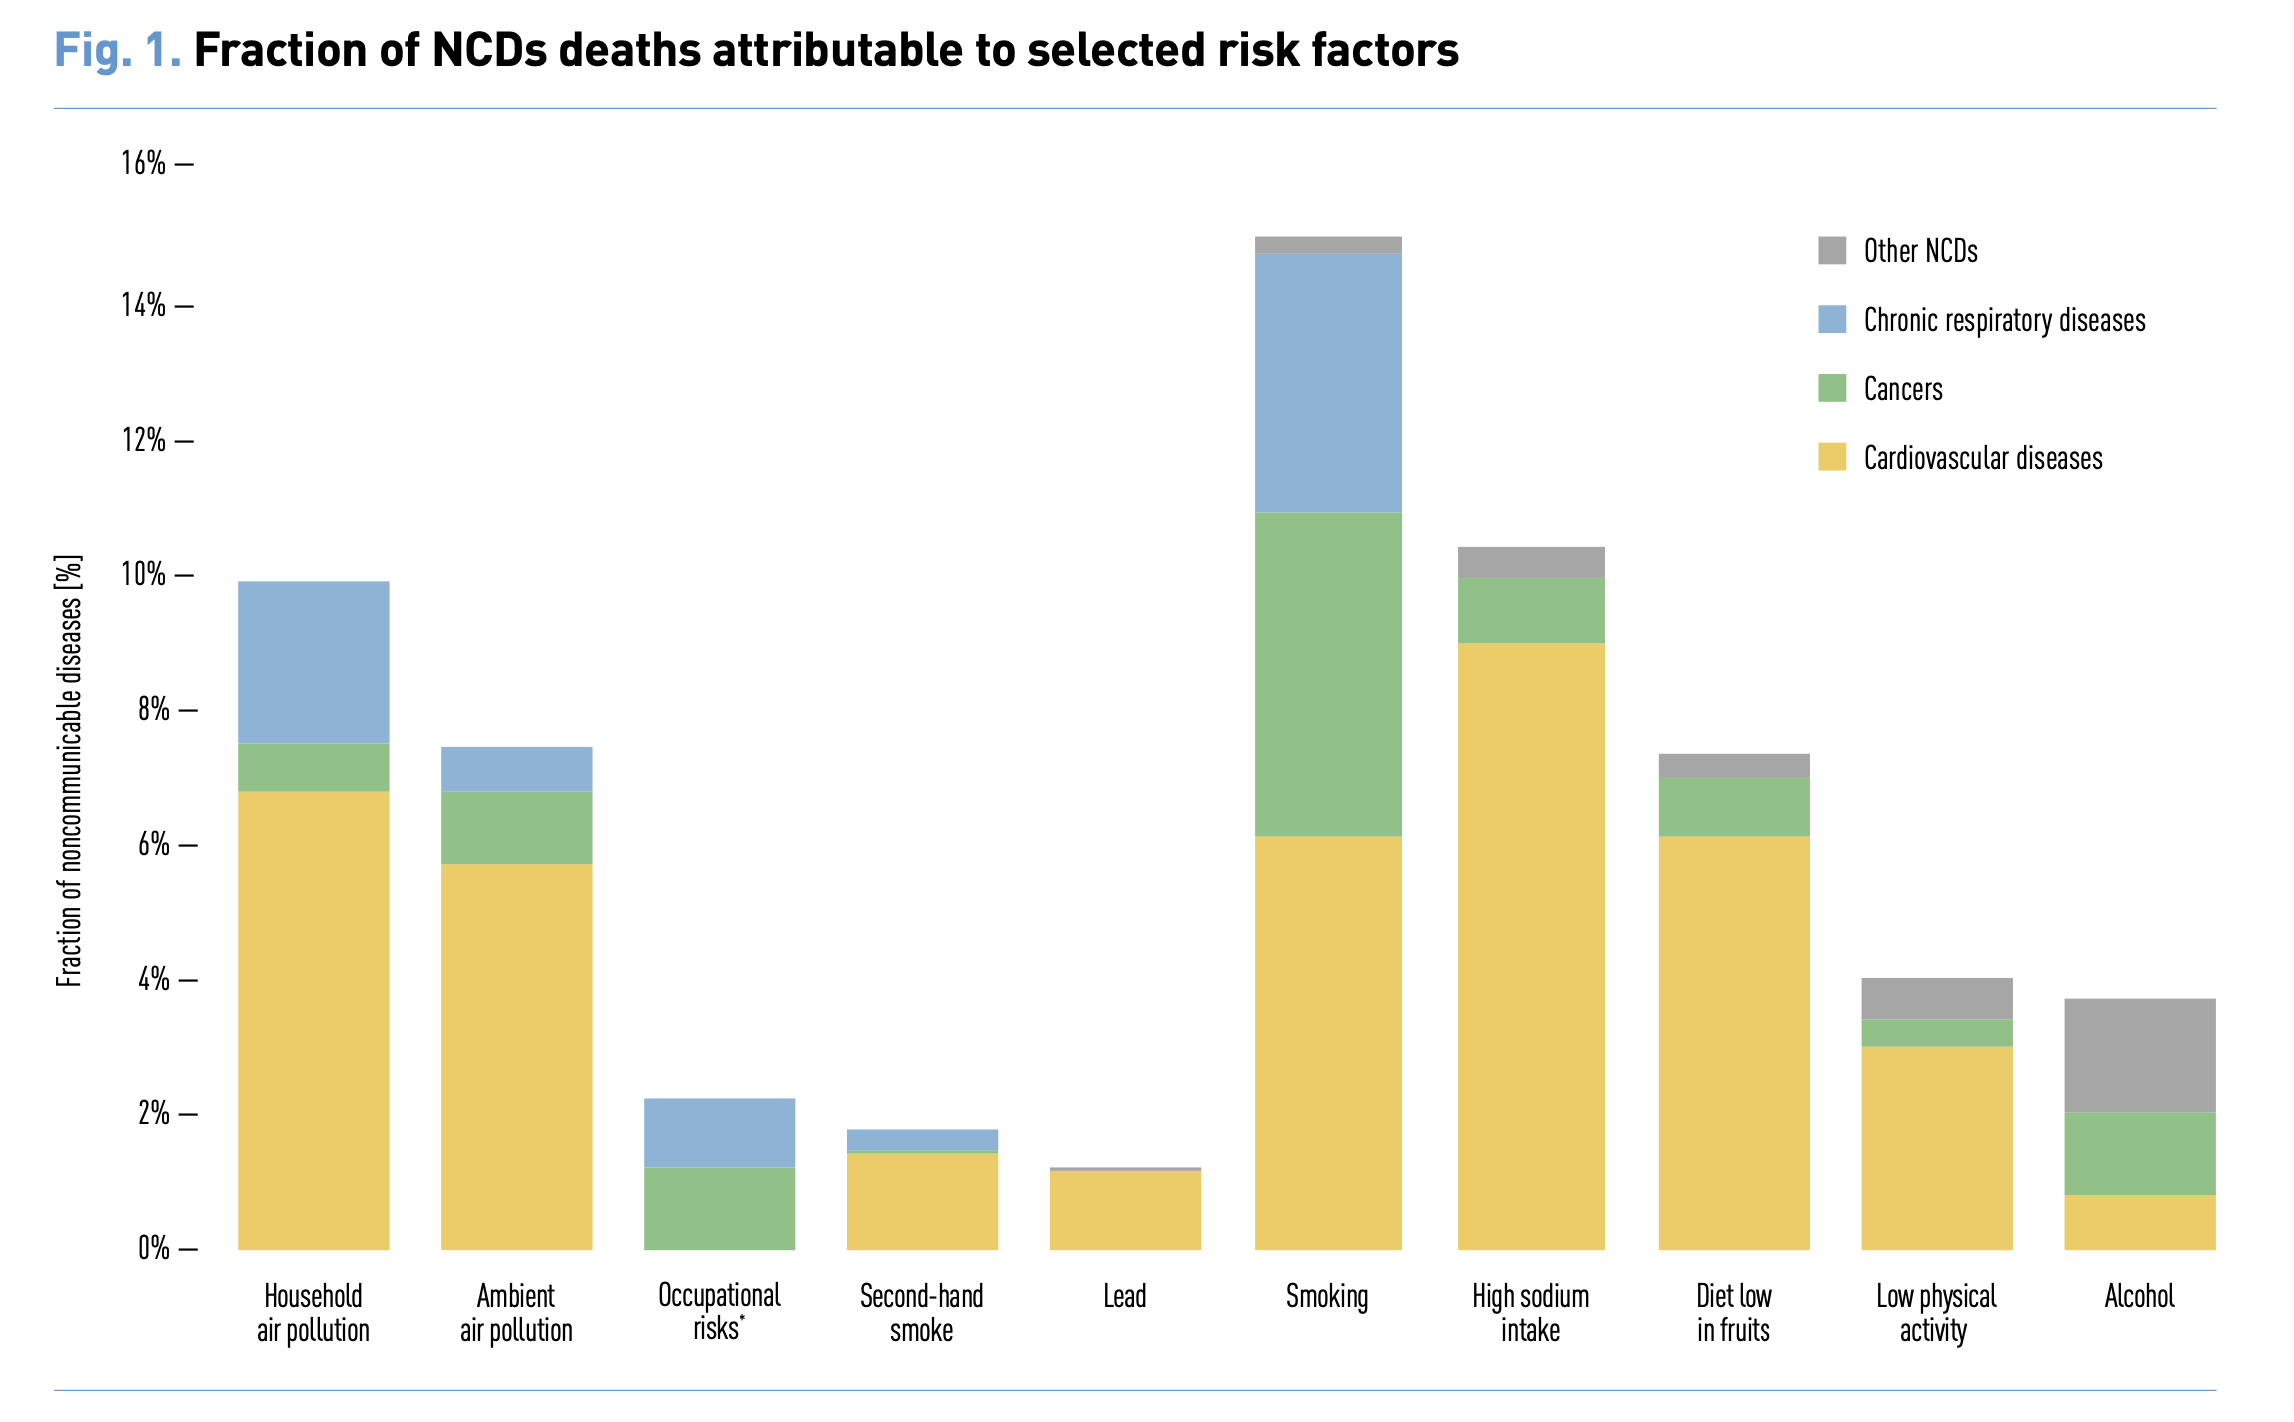 Fig. 1. Fraction of NCDs deaths attributable to selected risk factors
16%
14%
12%
10%
8%
6%
4%
2%
0%
Fraction of noncommunicable diseases [%]
Other NCDs
Chronic respiratory diseases
Cancers
Cardiovascular diseases
Household
air pollution
Ambient
air pollution
Occupational
risks*
Second-hand
smoke
Lead
Smoking
High sodium
intake
Diet low
in fruits
Low physical
activity
Alcohol